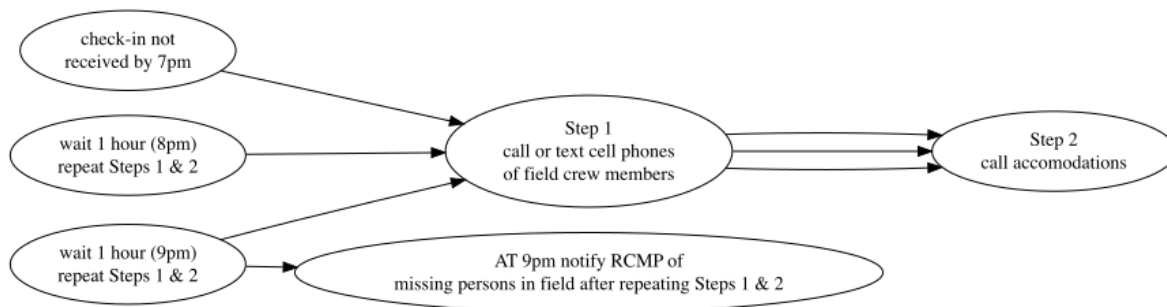 check-in not
received by 7pm
wait 1 hour (8pm)
repeat Steps 1 & 2
wait 1 hour (9pm)
repeat Steps 1 & 2
Step 1
call or text cell phones
of field crew members
AT 9pm notify RCMP of
missing persons in field after repeating Steps 1 & 2
Step 2
call accomodations